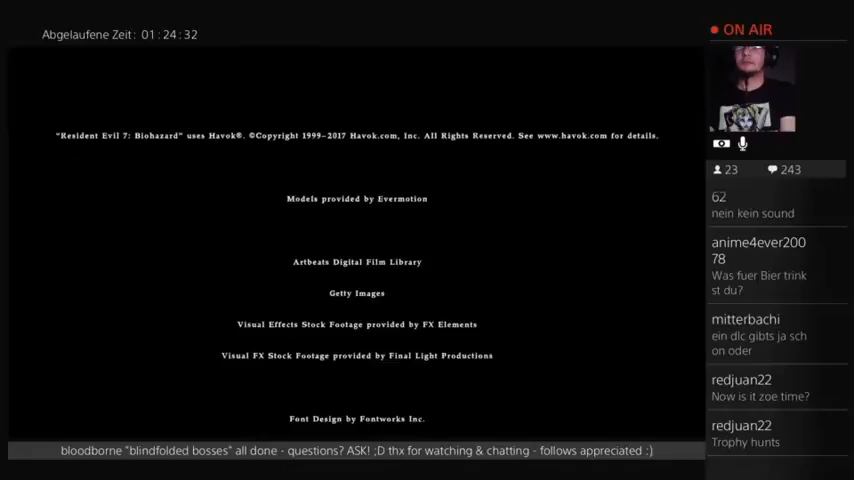 Abgelaufene Zeit: 01:24:32
ON AIR
"Resident Evil 7: Biohazard" uses Havok®. ©Copyright 1999–2017 Havok.com, Inc. All Rights Reserved. See www.havok.com for details.
Models provided by Evermotion
Artbeats Digital Film Library
Getty Images
Visual Effects Stock Footage provided by FX Elements
Visual FX Stock Footage provided by Final Light Productions
Font Design by Fontworks Inc.
bloodborne "blindfolded bosses" all done - questions? ASK! ;D thx for watching & chatting - follows appreciated :)
23 243
62
nein kein sound
anime4ever200
78
Was fuer Bier trink
st du?
mitterbachi
ein dlc gibts ja sch
on oder
redjuan22
Now is it zoe time?
redjuan22
Trophy hunts